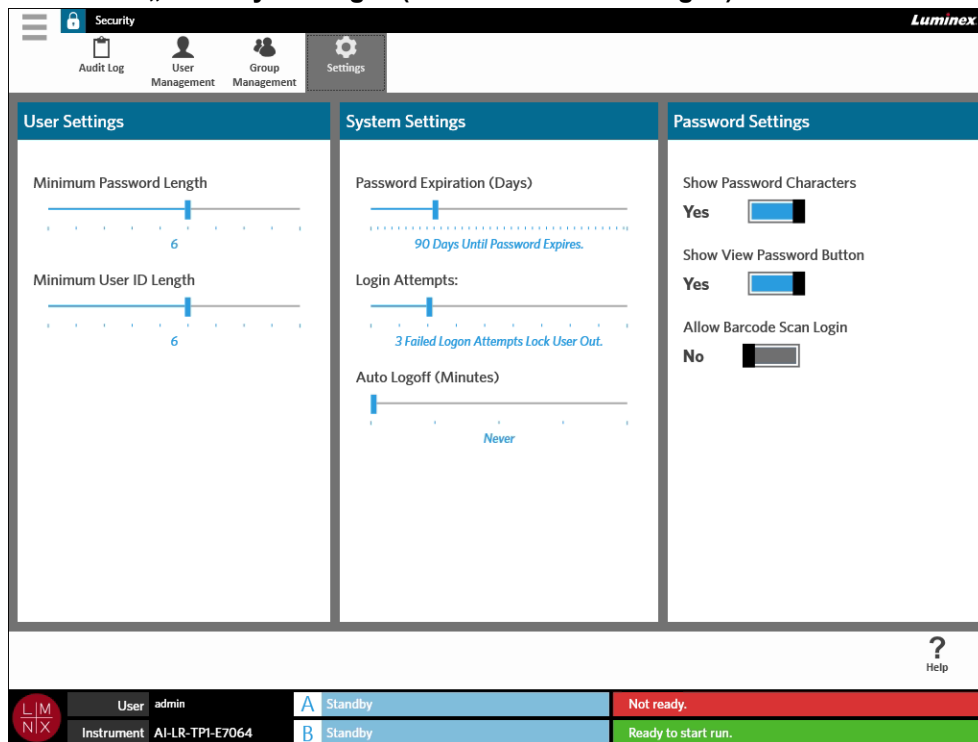 Security
Luminex
Audit Log
User Management
Group Management
Settings
User Settings
Minimum Password Length
6
Minimum User ID Length
6
System Settings
Password Expiration (Days)
90 Days Until Password Expires.
Login Attempts:
3 Failed Logon Attempts Lock User Out.
Auto Logoff (Minutes)
Never
Password Settings
Show Password Characters
Yes
Show View Password Button
Yes
Allow Barcode Scan Login
No
? Help
LMNX
User admin
A Standby
Not ready.
Instrument AI-LR-TP1-E7064
B Standby
Ready to start run.